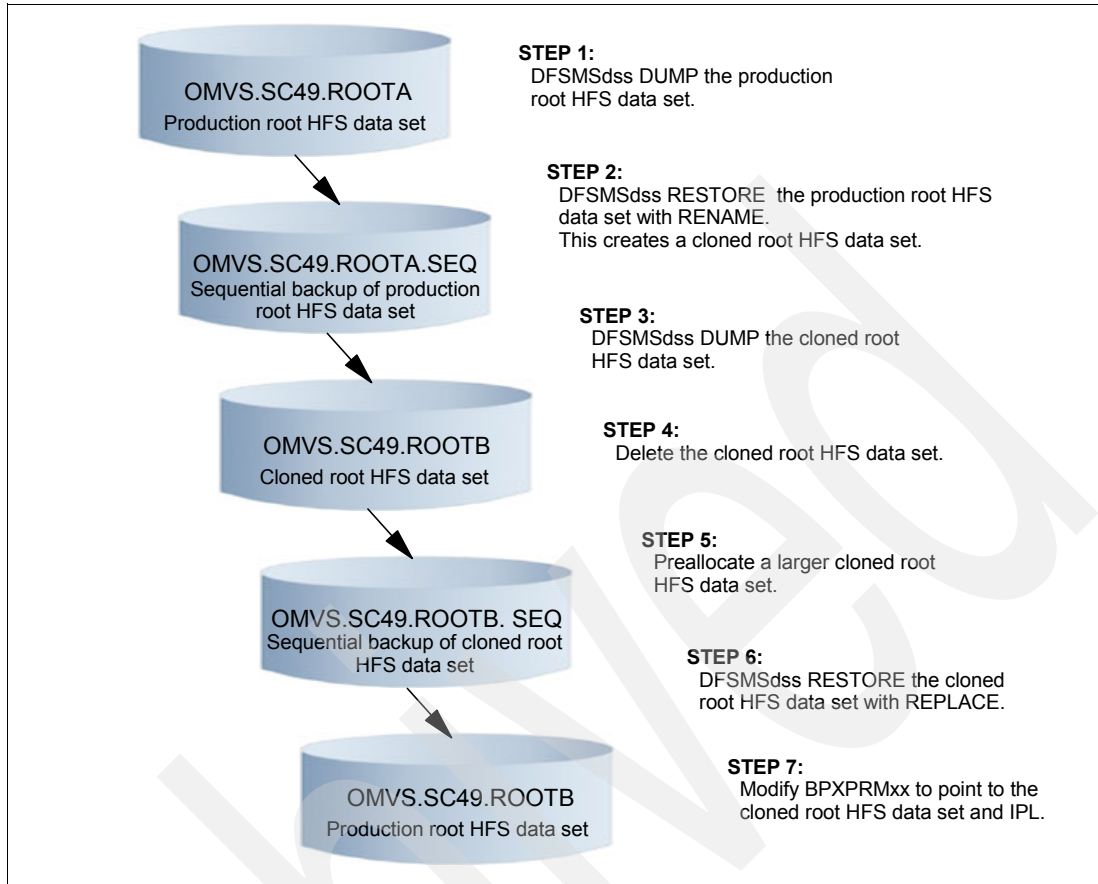 OMVS.SC49.ROOTA
Production root HFS data set
STEP 1:
DFSMSdss DUMP the production
root HFS data set.
STEP 2:
DFSMSdss RESTORE the production root HFS
data set with RENAME.
This creates a cloned root HFS data set.
OMVS.SC49.ROOTA.SEQ
Sequential backup of production
root HFS data set
STEP 3:
DFSMSdss DUMP the cloned root
HFS data set.
OMVS.SC49.ROOTB
Cloned root HFS data set
STEP 4:
Delete the cloned root HFS data set.
STEP 5:
Preallocate a larger cloned root
HFS data set.
OMVS.SC49.ROOTB. SEQ
Sequential backup of cloned root
HFS data set
STEP 6:
DFSMSdss RESTORE the cloned
root HFS data set with REPLACE.
OMVS.SC49.ROOTB
Production root HFS data set
STEP 7:
Modify BPXPRMxx to point to the
cloned root HFS data set and IPL.
hived